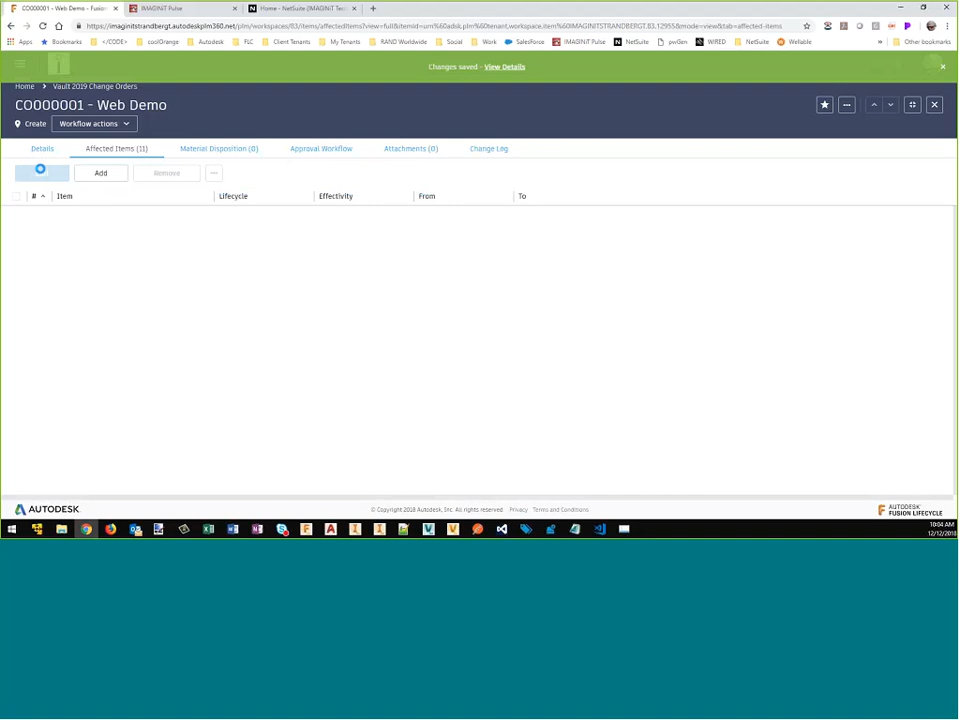 CO000001 - Web Demo - Fusion
IMAGINiT Pulse
Home - NetSuite (IMAGINiT Tec
https://imaginitstrandbergt.autodeskplm360.net/plm/workspaces/83/items/affectedItems?view=full&itemId=urn%60adsk.plm%60tenant.workspace.item%60IMAGINITSTRANDBERGT.83.12955&mode=view&tab=affected-items
Apps Bookmarks </CODE> coolOrange Autodesk FLC Client Tenants My Tenants RAND Worldwide Social Work SalesForce IMAGINiT Pulse NetSuite pwGen WIRED NetSuite Wefable » Other bookmarks
Changes saved - View Details
Home > Vault 2019 Change Orders
CO000001 - Web Demo
Create Workflow actions
Details Affected Items (11) Material Disposition (0) Approval Workflow Attachments (0) Change Log
Add Remove
# Item Lifecycle Effectivity From To
AUTODESK © Copyright 2018 Autodesk, Inc. All rights reserved Privacy Terms and Conditions AUTODESK FUSION LIFECYCLE
10:04 AM
12/12/2018